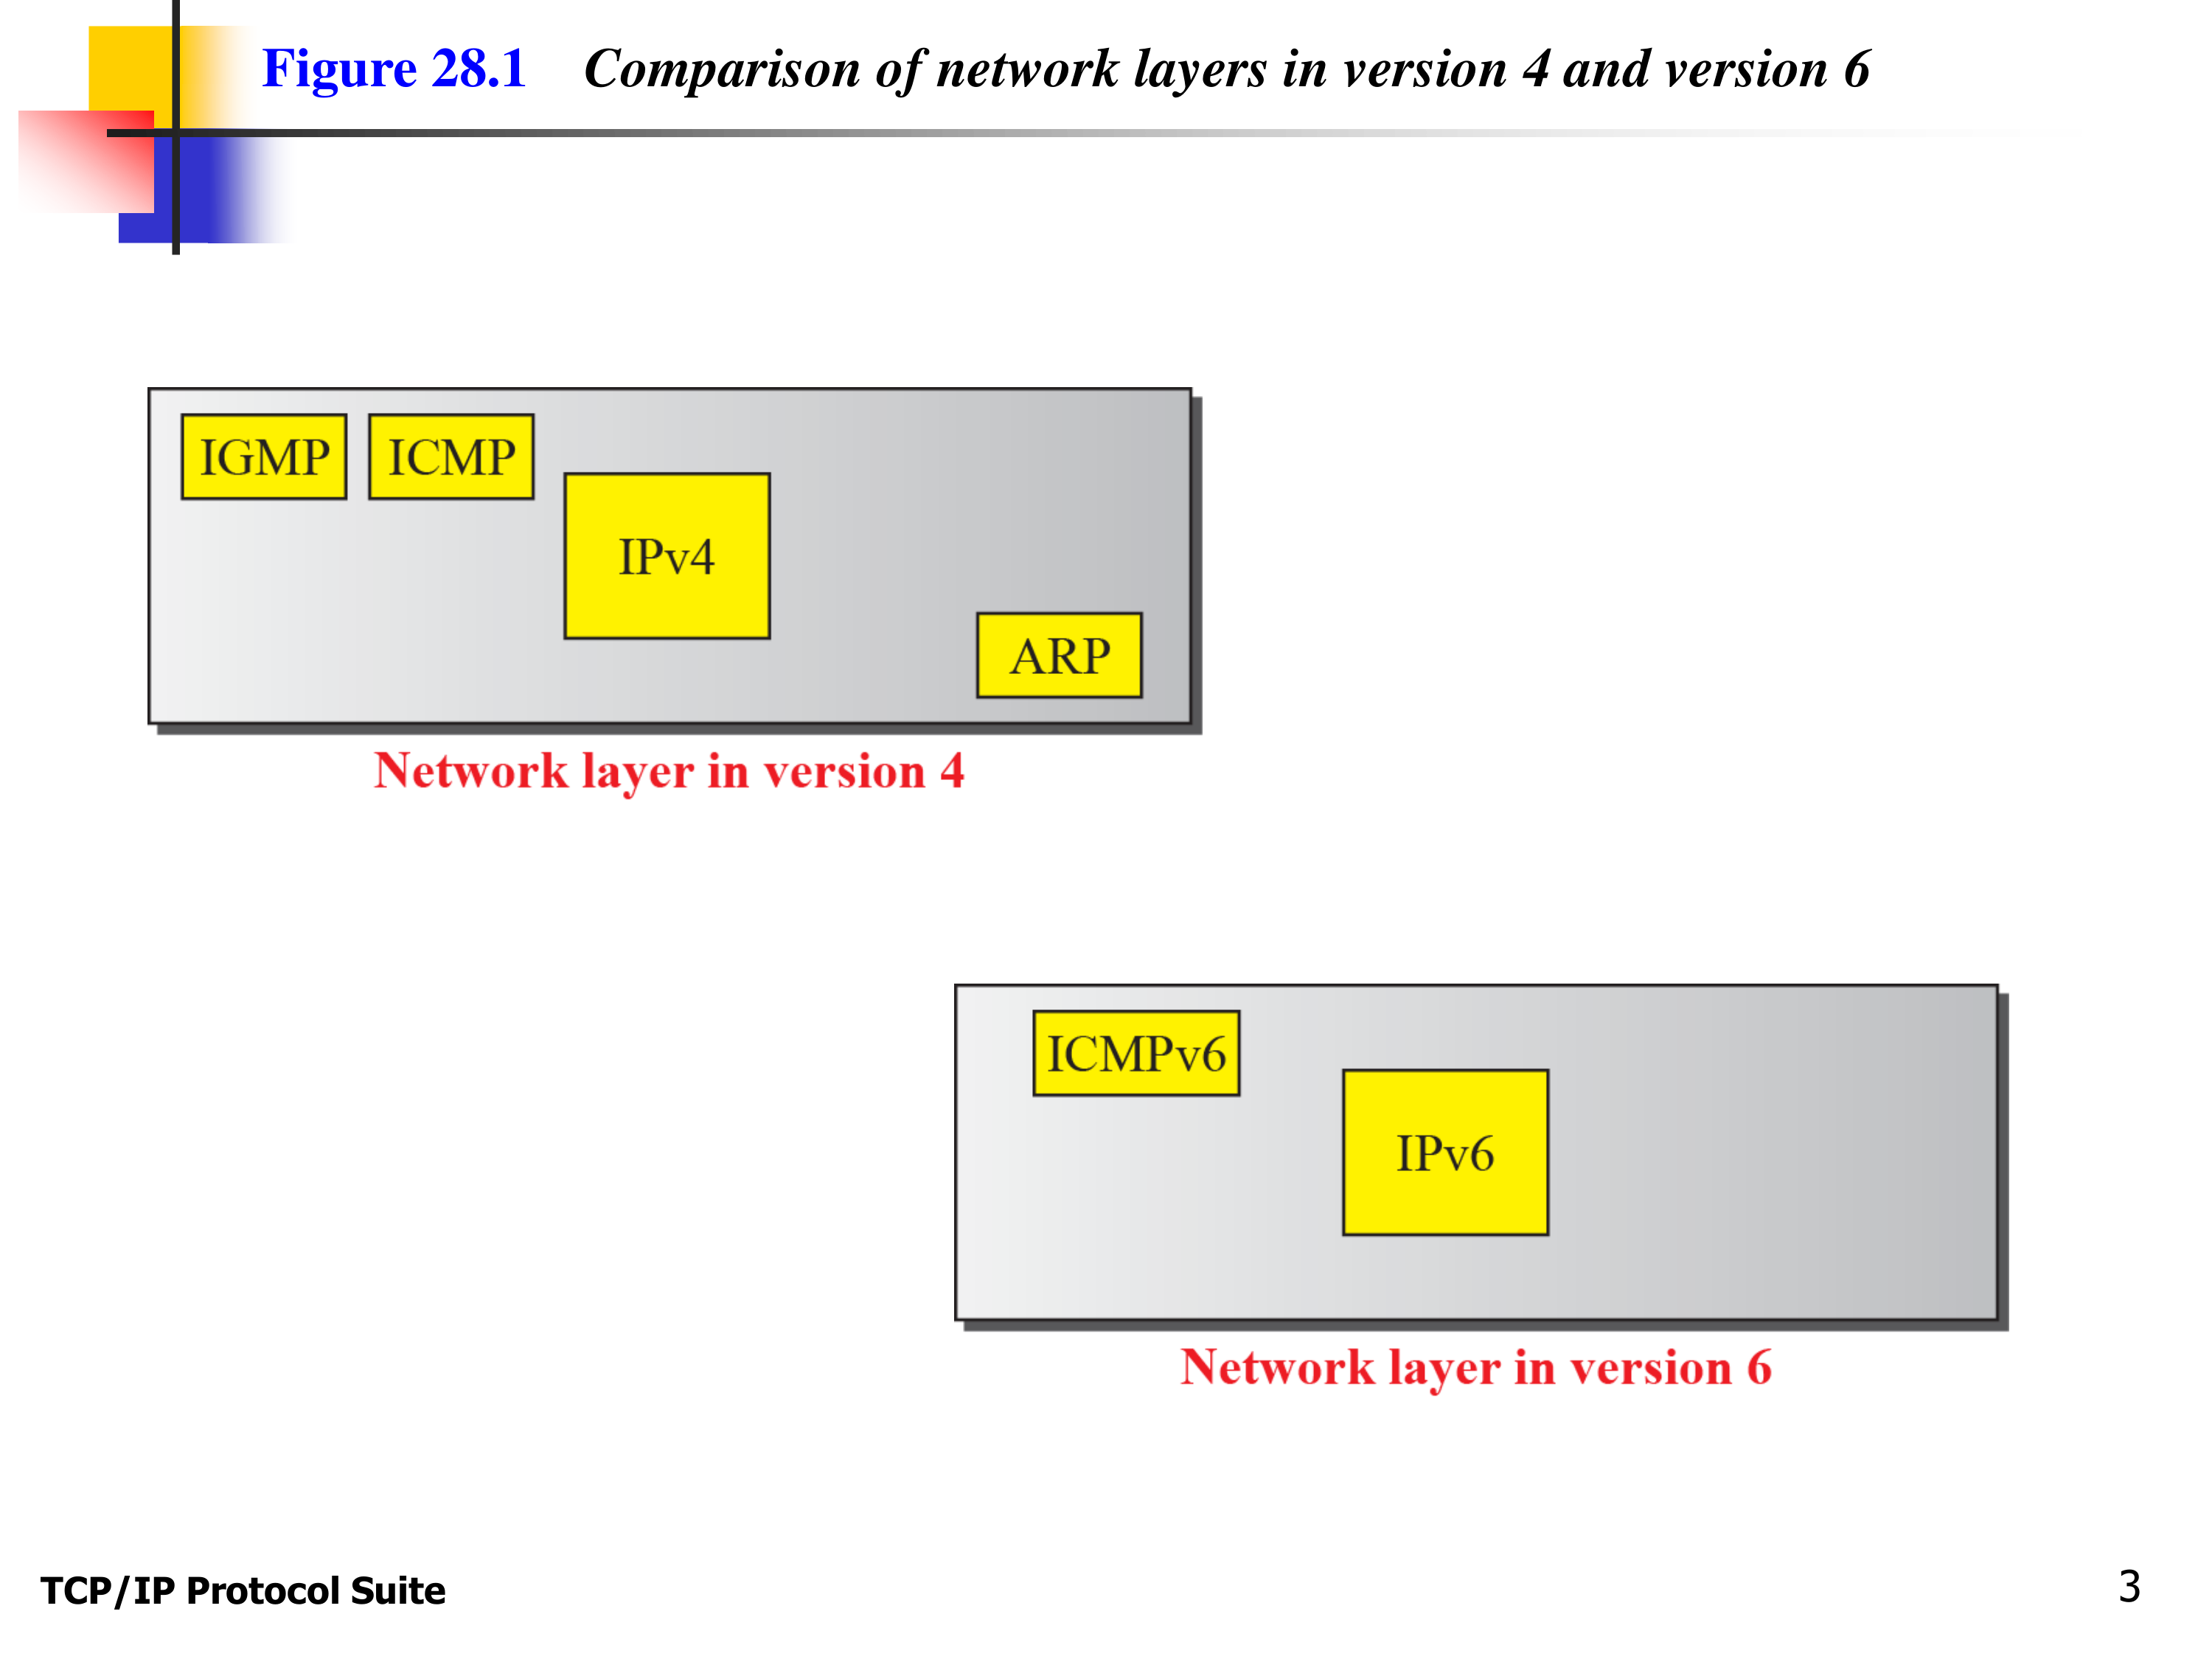 Figure 28.1 Comparison of network layers in version 4 and version 6
IGMP ICMP
IPv4
ARP
Network layer in version 4
ICMPv6
IPv6
Network layer in version 6
TCP/IP Protocol Suite 3